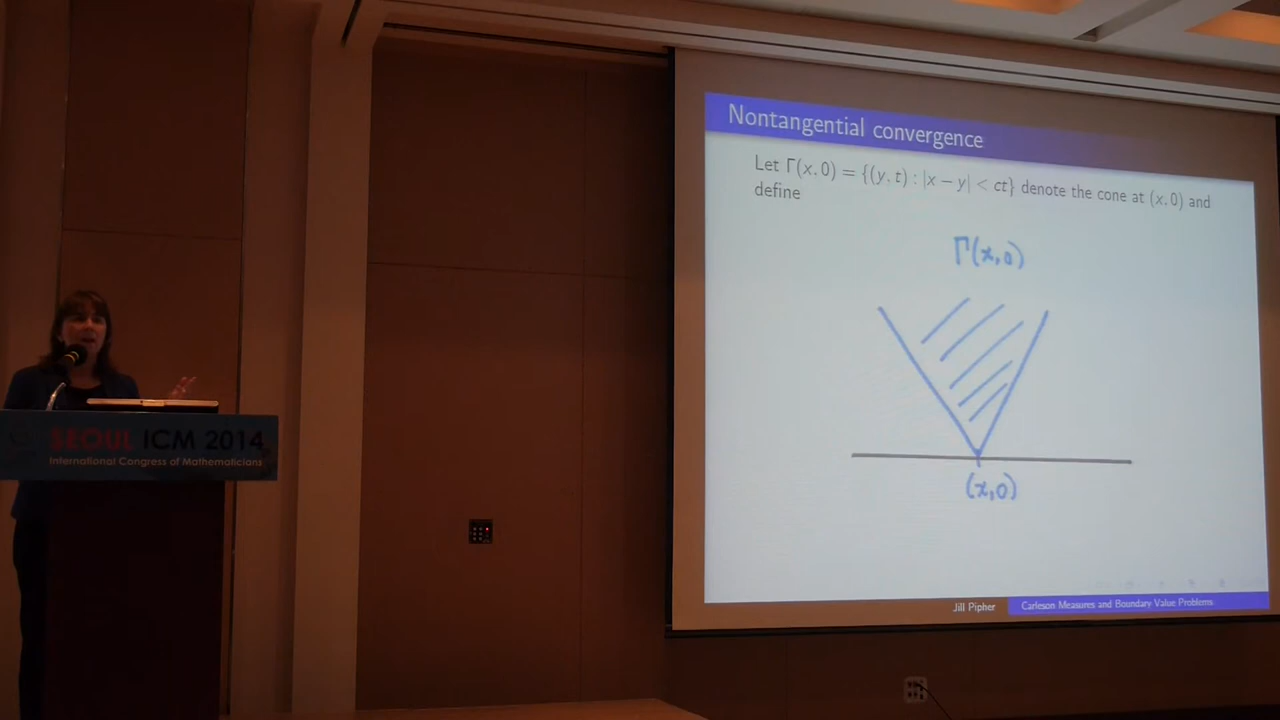 Nontangential convergence
Let Γ(x, 0) = {(y, t) : |x − y| < ct} denote the cone at (x, 0) and
define
Γ(x,0)
(x,0)
Jill Pipher
Carleson Measures and Boundary Value Problems
SEOUL ICM 2014
International Congress of Mathematicians